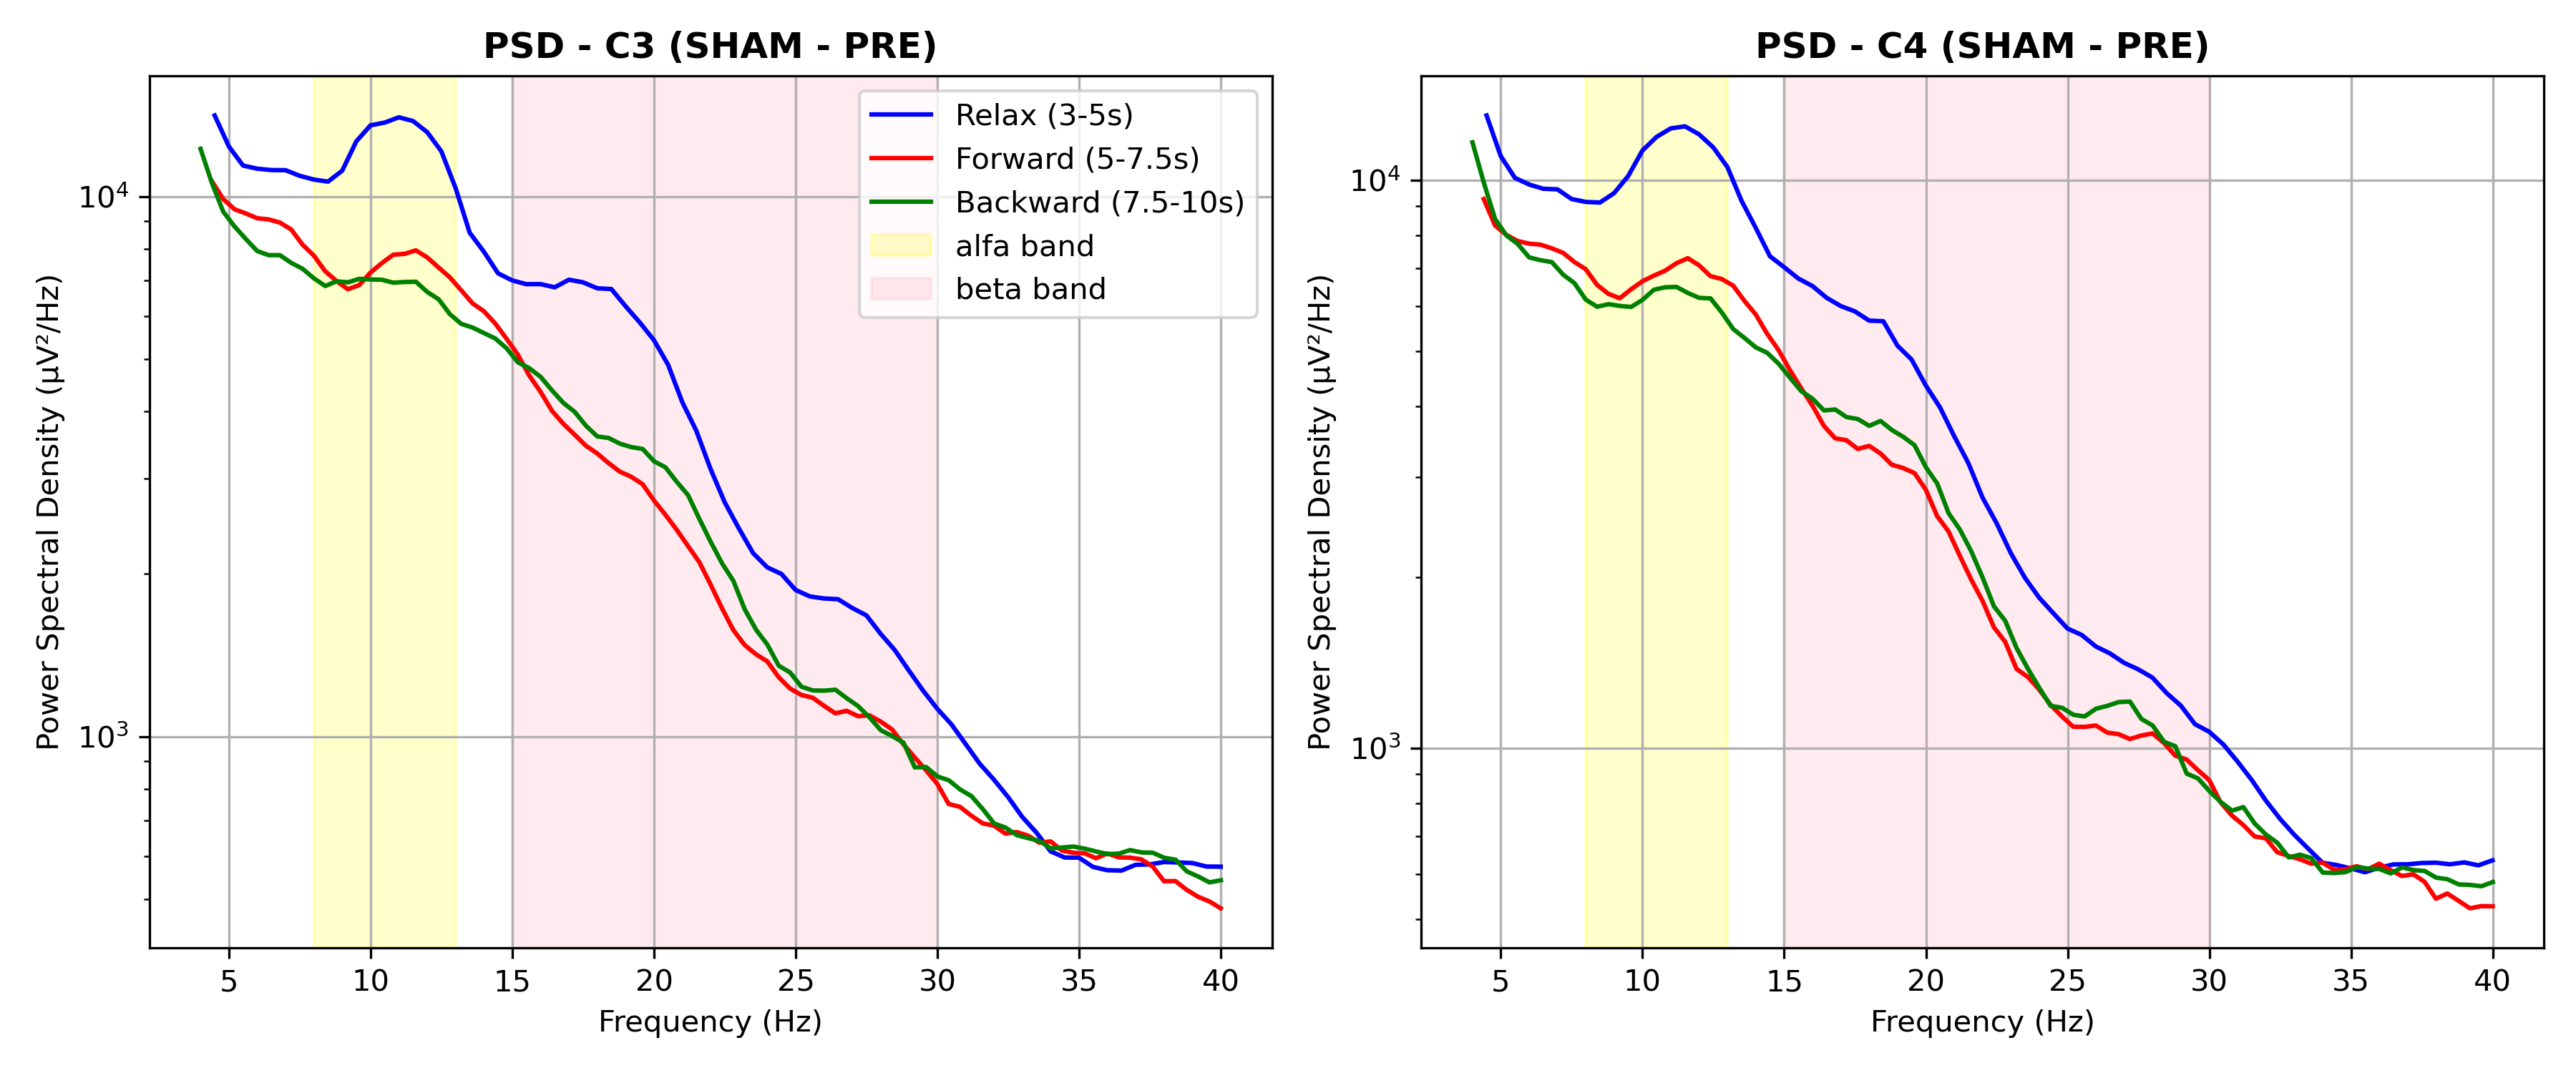 PSD - C3 (SHAM - PRE)
Power Spectral Density (µV²/Hz)
10⁴
10³
Relax (3-5s)
Forward (5-7.5s)
Backward (7.5-10s)
alfa band
beta band
5 10 15 20 25 30 35 40
Frequency (Hz)
PSD - C4 (SHAM - PRE)
Power Spectral Density (µV²/Hz)
10⁴
10³
5 10 15 20 25 30 35 40
Frequency (Hz)